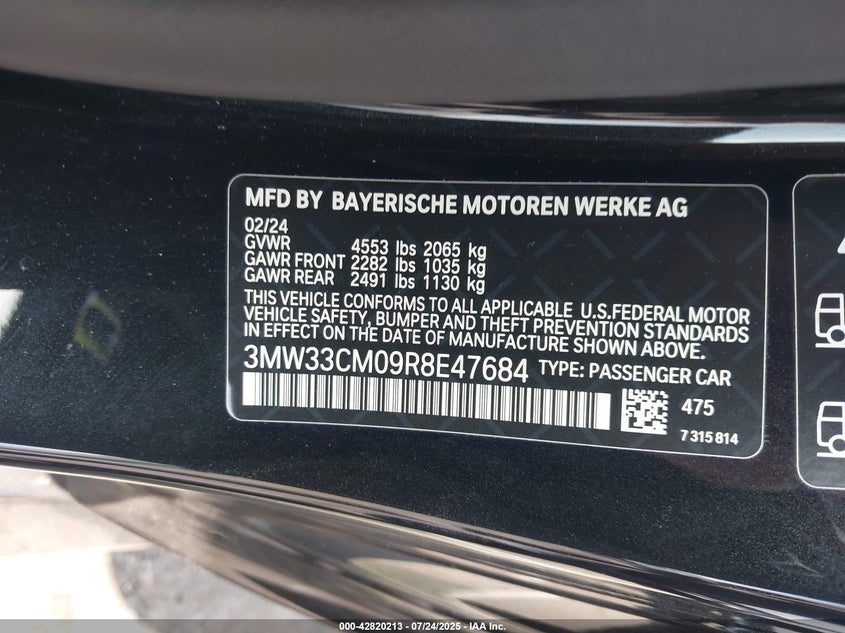 MFD BY BAYERISCHE MOTOREN WERKE AG
02/24
GVWR 4553 lbs 2065 kg
GAWR FRONT 2282 lbs 1035 kg
GAWR REAR 2491 lbs 1130 kg
THIS VEHICLE CONFORMS TO ALL APPLICABLE U.S.FEDERAL MOTOR
VEHICLE SAFETY, BUMPER AND THEFT PREVENTION STANDARDS
IN EFFECT ON THE DATE OF MANUFACTURE SHOWN ABOVE.
3MW33CM09R8E47684 TYPE: PASSENGER CAR
475
7 315 814
000-42820213 - 07/24/2025 - IAA Inc.